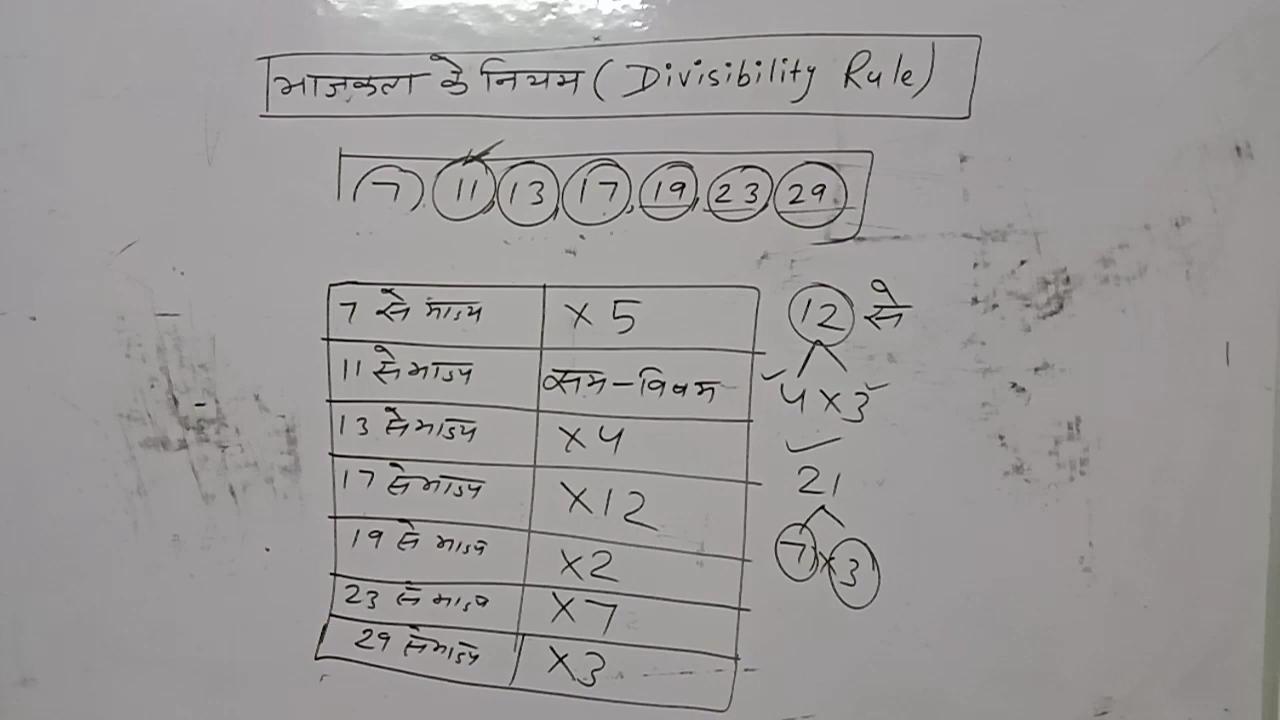 भाजकता के नियम ( Divisibility Rule)
7, 11, 13, 17, 19, 23, 29
7 से भाज्य ×5
11 से भाज्य सम-विषम
13 से भाज्य ×4
17 से भाज्य ×12
19 से भाज्य ×2
23 से भाज्य ×7
29 से भाज्य ×3
12 से
4×3
21
7×3